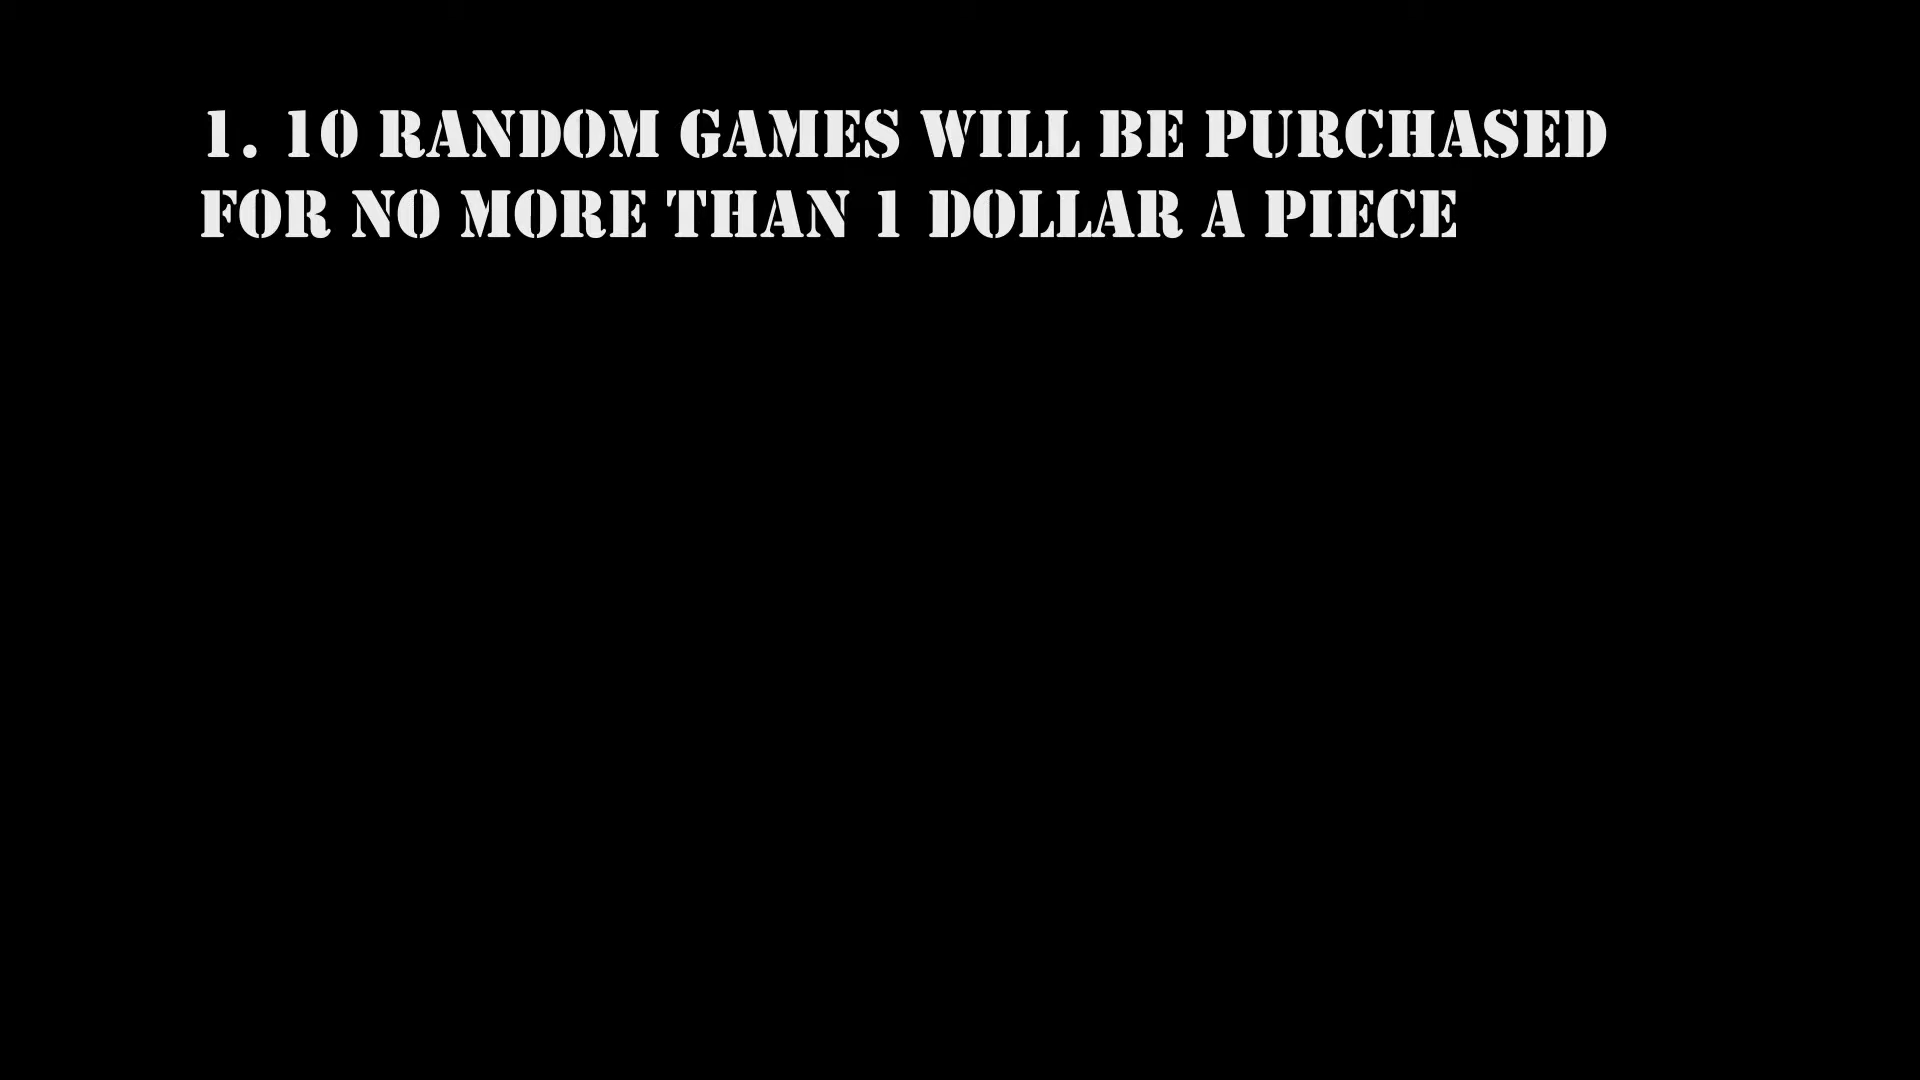 1. 10 RANDOM GAMES WILL BE PURCHASED
FOR NO MORE THAN 1 DOLLAR A PIECE